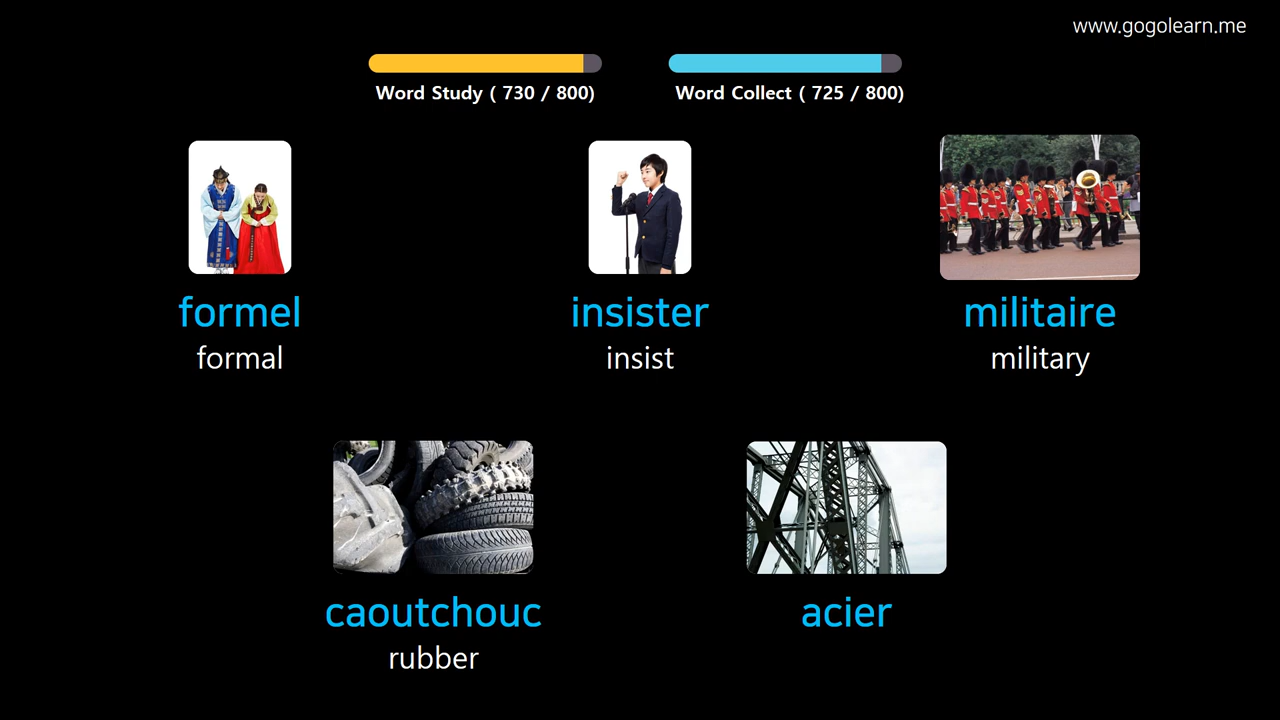 www.gogolearn.me
Word Study ( 730 / 800)
Word Collect ( 725 / 800)
formel
formal
insister
insist
militaire
military
caoutchouc
rubber
acier